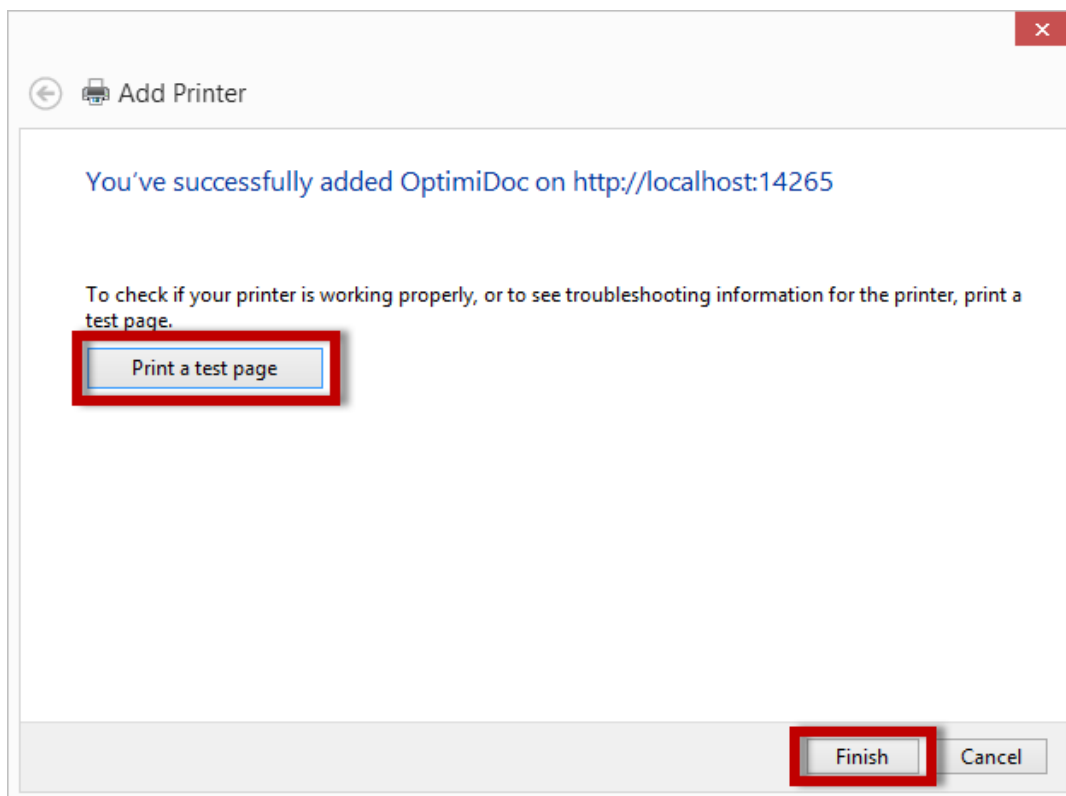 Add Printer
You've successfully added OptimiDoc on http://localhost:14265
To check if your printer is working properly, or to see troubleshooting information for the printer, print a
test page.
Print a test page
Finish
Cancel